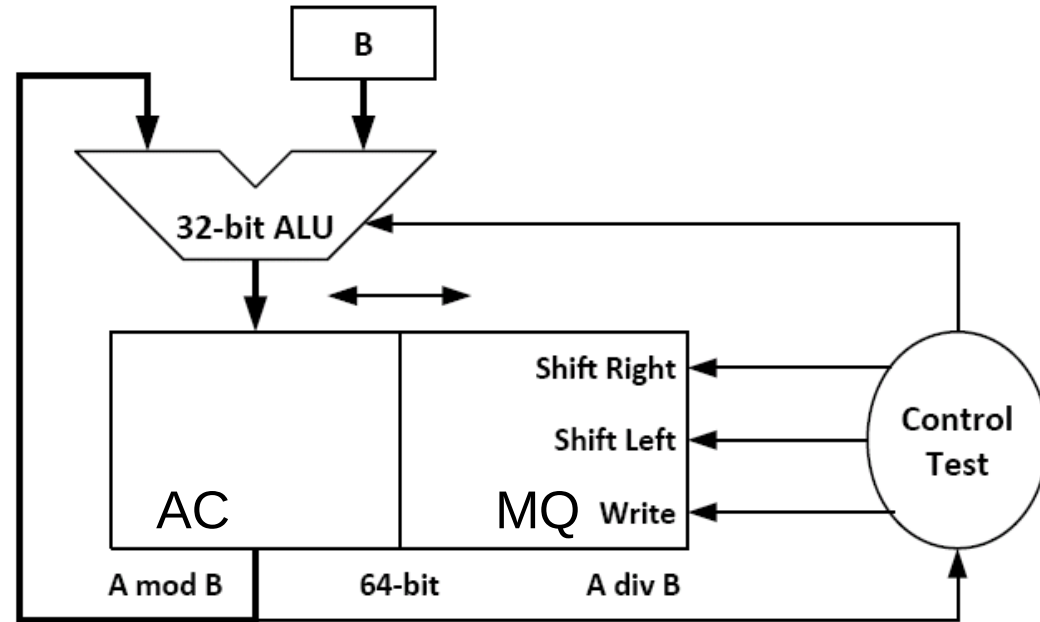 B
32-bit ALU
Shift Right
Shift Left
Control
Test
AC
MQ
Write
A mod B
64-bit
A div B